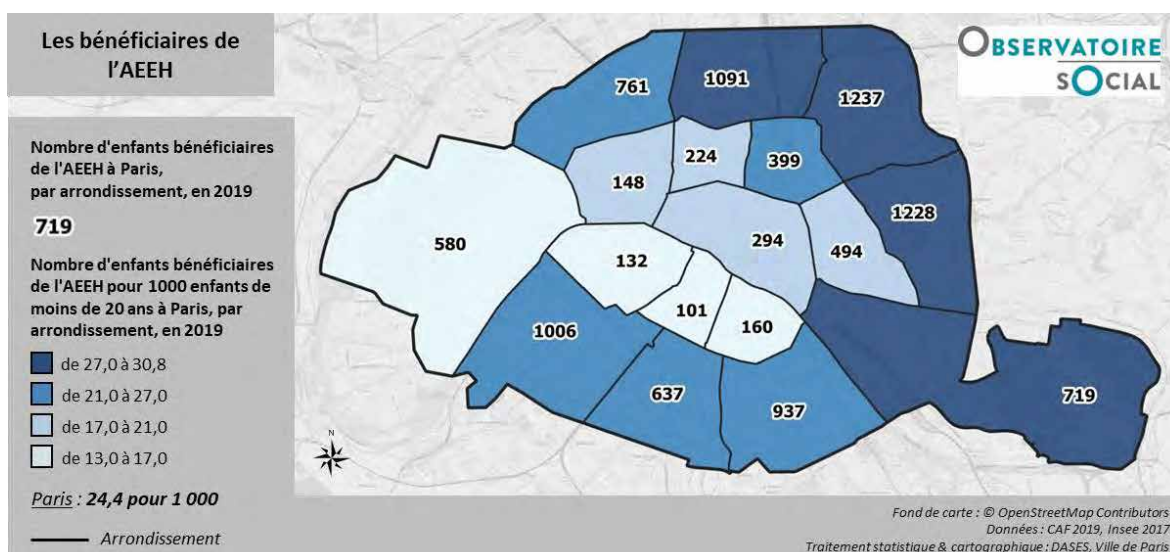 Les bénéficiaires de
l'AEEH
OBSERVATOIRE
SOCIAL
Nombre d'enfants bénéficiaires
de l'AEEH à Paris,
par arrondissement, en 2019
719
Nombre d'enfants bénéficiaires
de l'AEEH pour 1000 enfants de
moins de 20 ans à Paris, par
arrondissement, en 2019
de 27,0 à 30,8
de 21,0 à 27,0
de 17,0 à 21,0
de 13,0 à 17,0
Paris : 24,4 pour 1 000
Arrondissement
N
761
1091
1237
148
224
399
1228
580
132
294
494
101
160
1006
637
937
719
Fond de carte : © OpenStreetMap Contributors
Données : CAF 2019, Insee 2017
Traitement statistique & cartographique : DASES, Ville de Paris